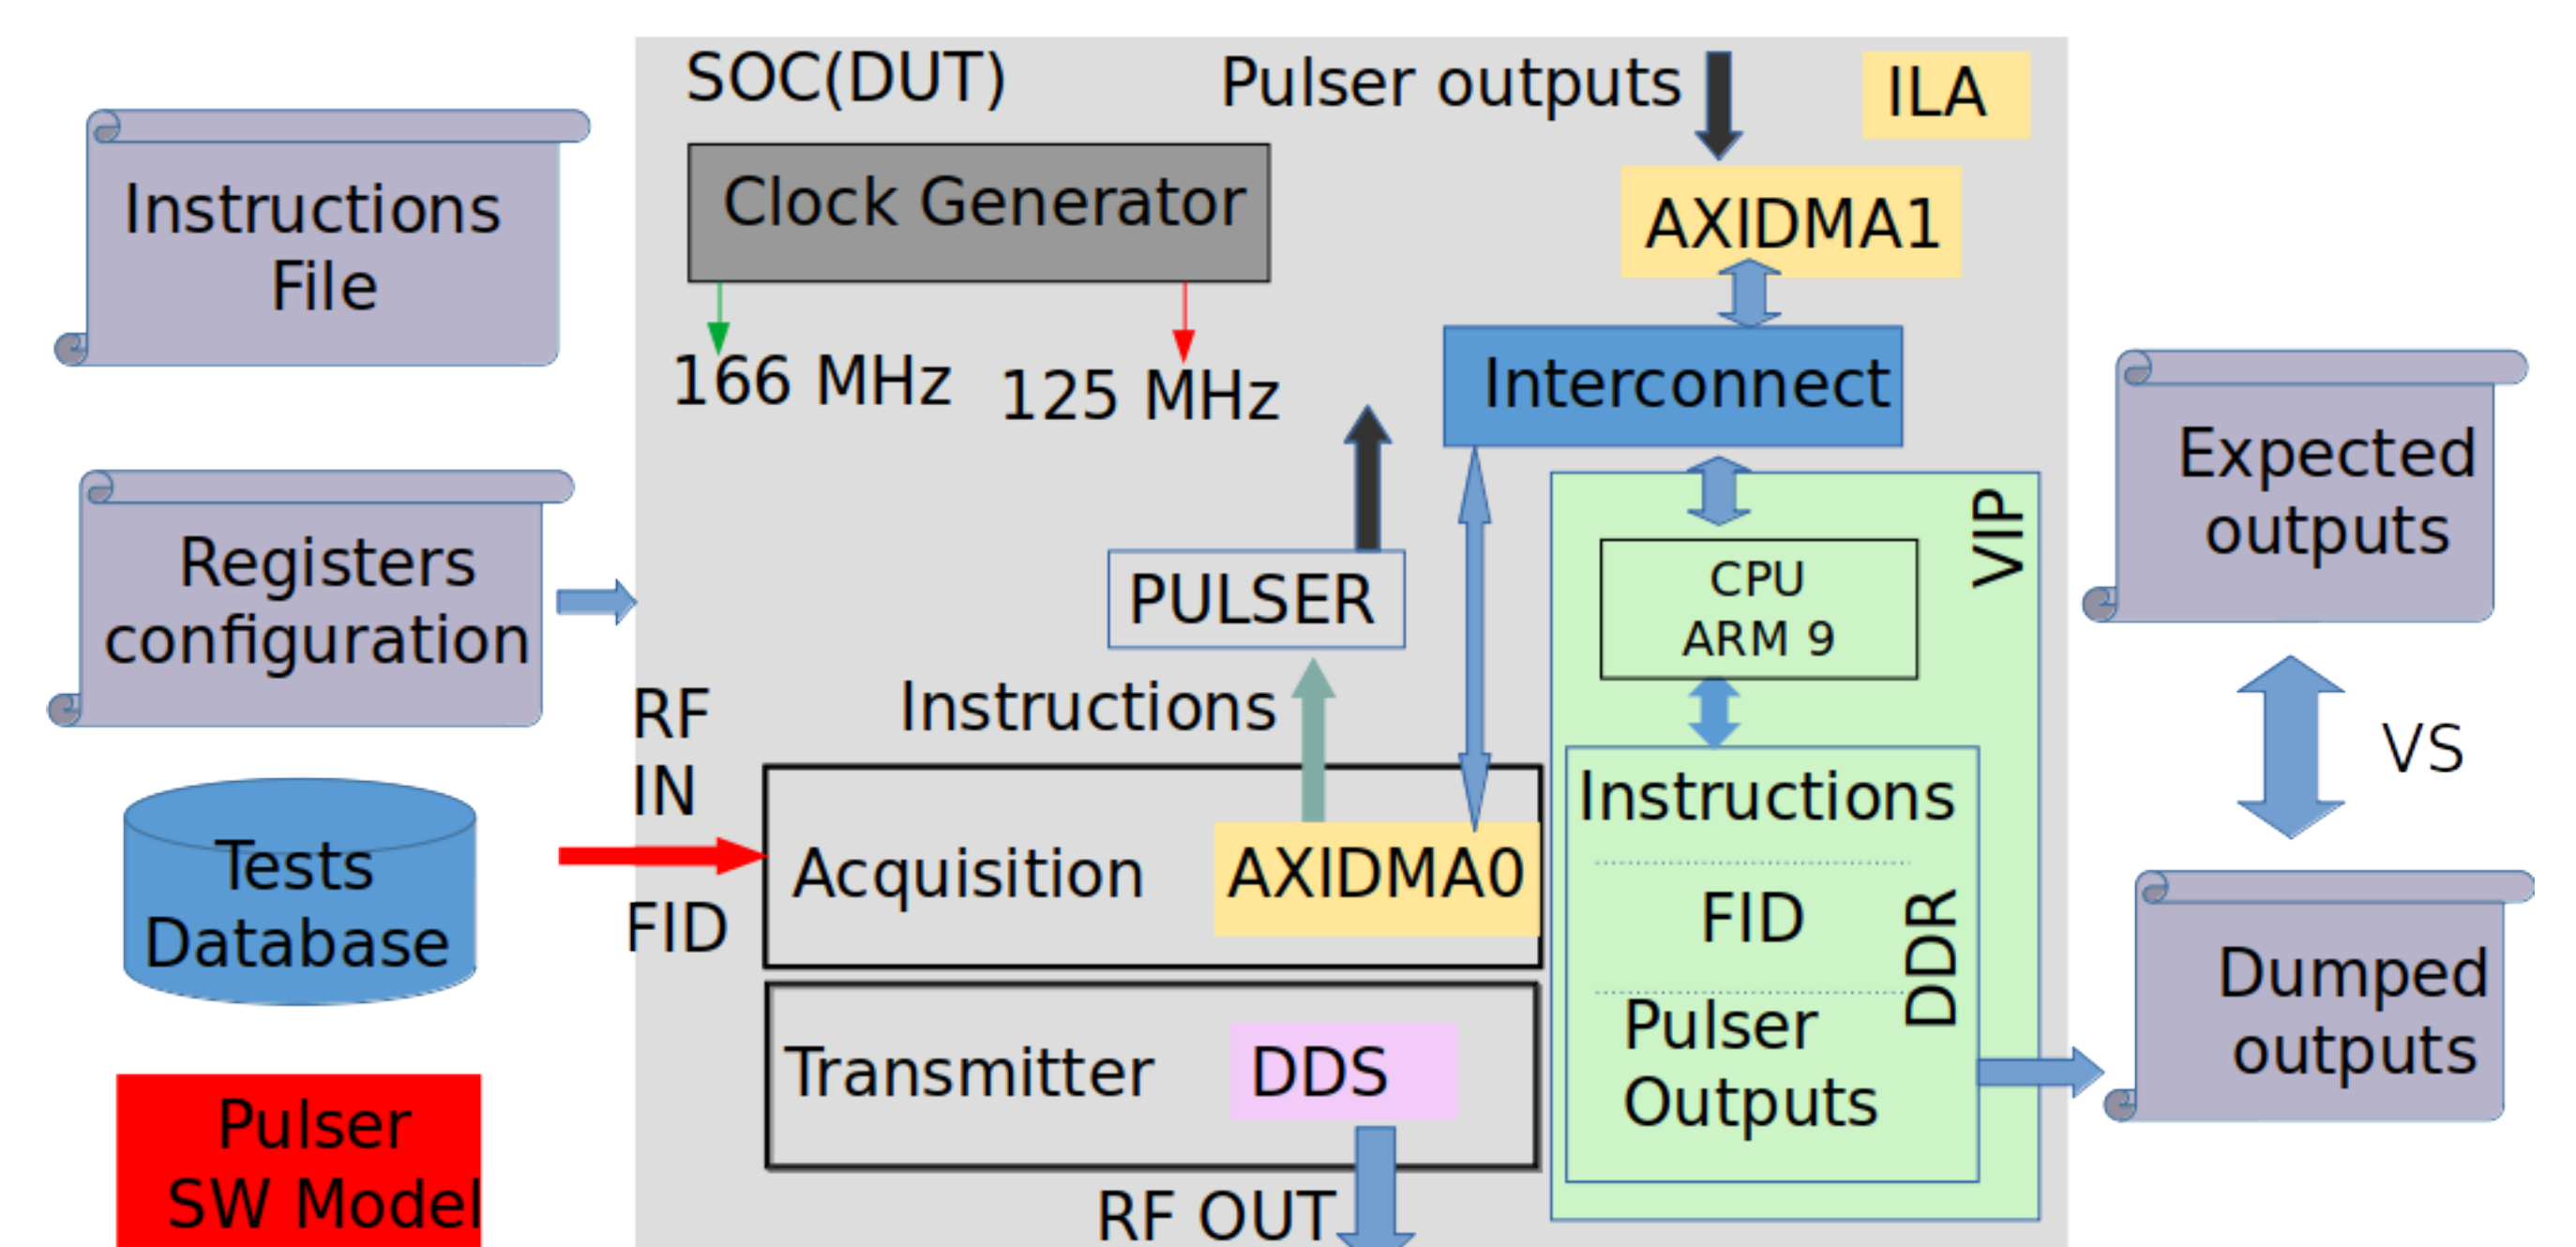 SOC(DUT)
Pulser outputs
ILA
Instructions
File
Clock Generator
AXIDMA1
166 MHz
125 MHz
Interconnect
Registers
configuration
PULSER
VIP
CPU
ARM 9
Expected
outputs
RF
IN
FID
Instructions
VS
Tests
Database
Acquisition
AXIDMA0
Instructions
FID
DDR
Pulser
Outputs
Dumped
outputs
Transmitter
DDS
Pulser
SW Model
RF OUT